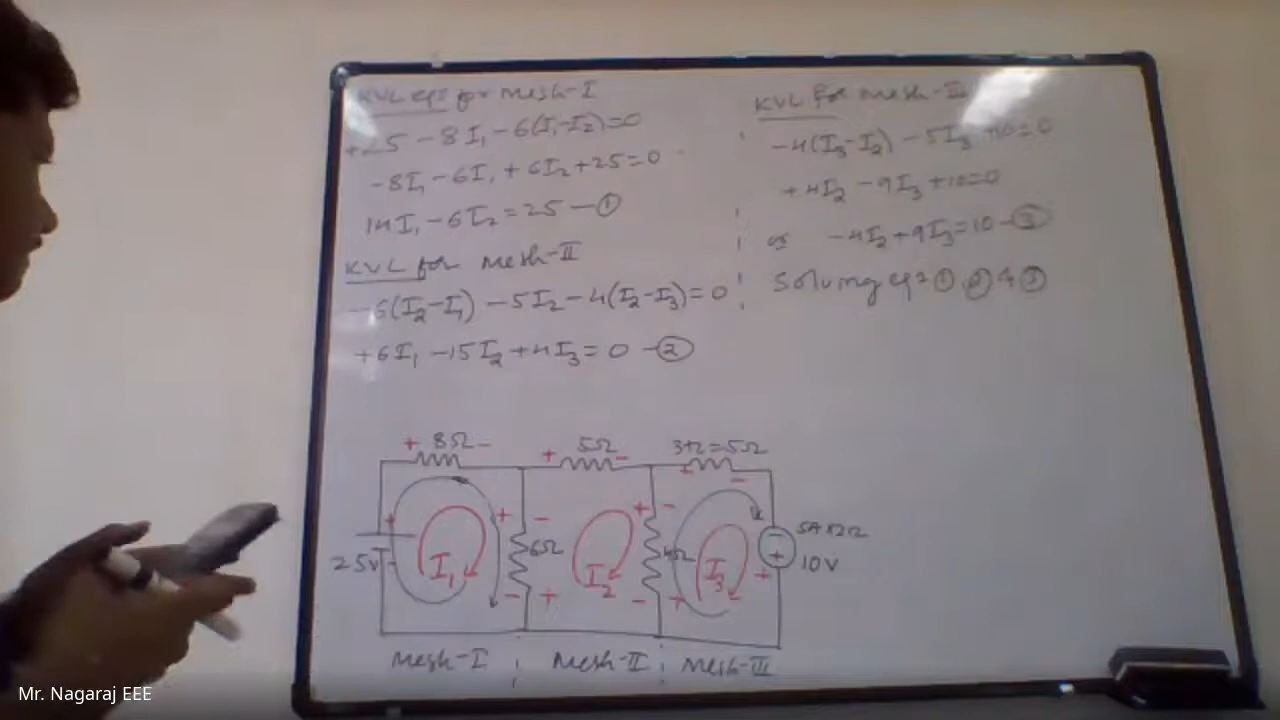 KVL eqs for Mesh-I
+25 -8I₁ -6(I₁-I₂)=0
-8I₁ -6I₁ +6I₂ +25=0
14I₁ -6I₂ =25 -①
KVL for Mesh-II
-6(I₂-I₁) -5I₂ -4(I₂-I₃)=0
+6I₁ -15I₂ +4I₃ = 0 -②
KVL for Mesh-III
-4(I₃-I₂) -5I₃ +10=0
+4I₂ -9I₃ +10=0
or -4I₂+9I₃=10 -③
Solving eqs ①, ② & ③
+ 8Ω - + 5Ω - 3+2=5Ω + -
+ 25V - I₁ + 6Ω - - + I₂ + 4Ω - - + I₃ - + 5A×2Ω
10V
Mesh-I Mesh-II Mesh-III
Mr. Nagaraj EEE